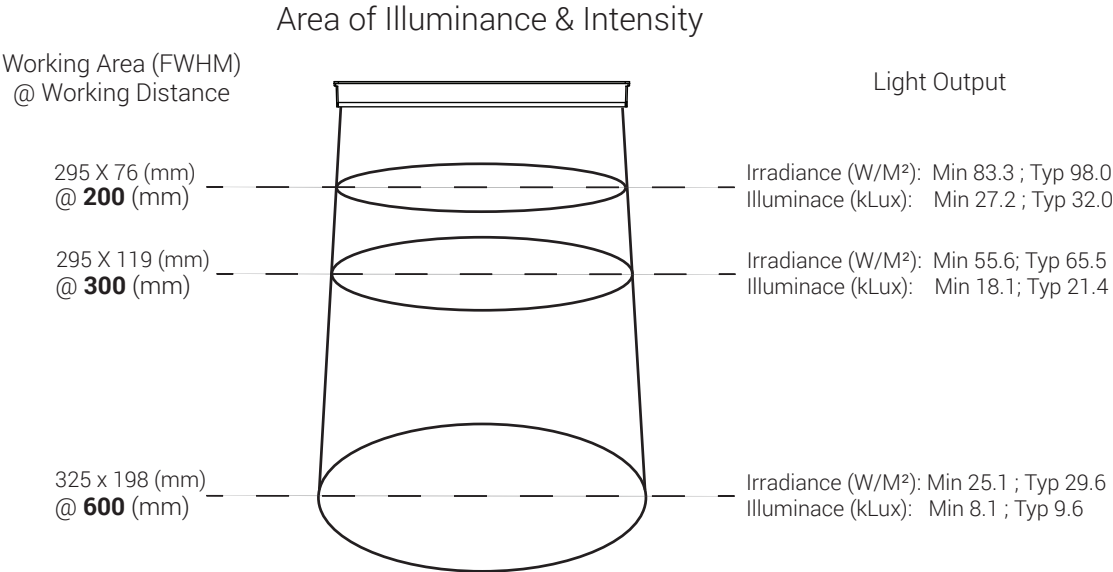 Area of Illuminance & Intensity
Working Area (FWHM)
@ Working Distance
Light Output
295 X 76 (mm)
@ 200 (mm)
Irradiance (W/M²): Min 83.3 ; Typ 98.0
Illuminace (kLux): Min 27.2 ; Typ 32.0
295 X 119 (mm)
@ 300 (mm)
Irradiance (W/M²): Min 55.6; Typ 65.5
Illuminace (kLux): Min 18.1; Typ 21.4
325 x 198 (mm)
@ 600 (mm)
Irradiance (W/M²): Min 25.1 ; Typ 29.6
Illuminace (kLux): Min 8.1 ; Typ 9.6